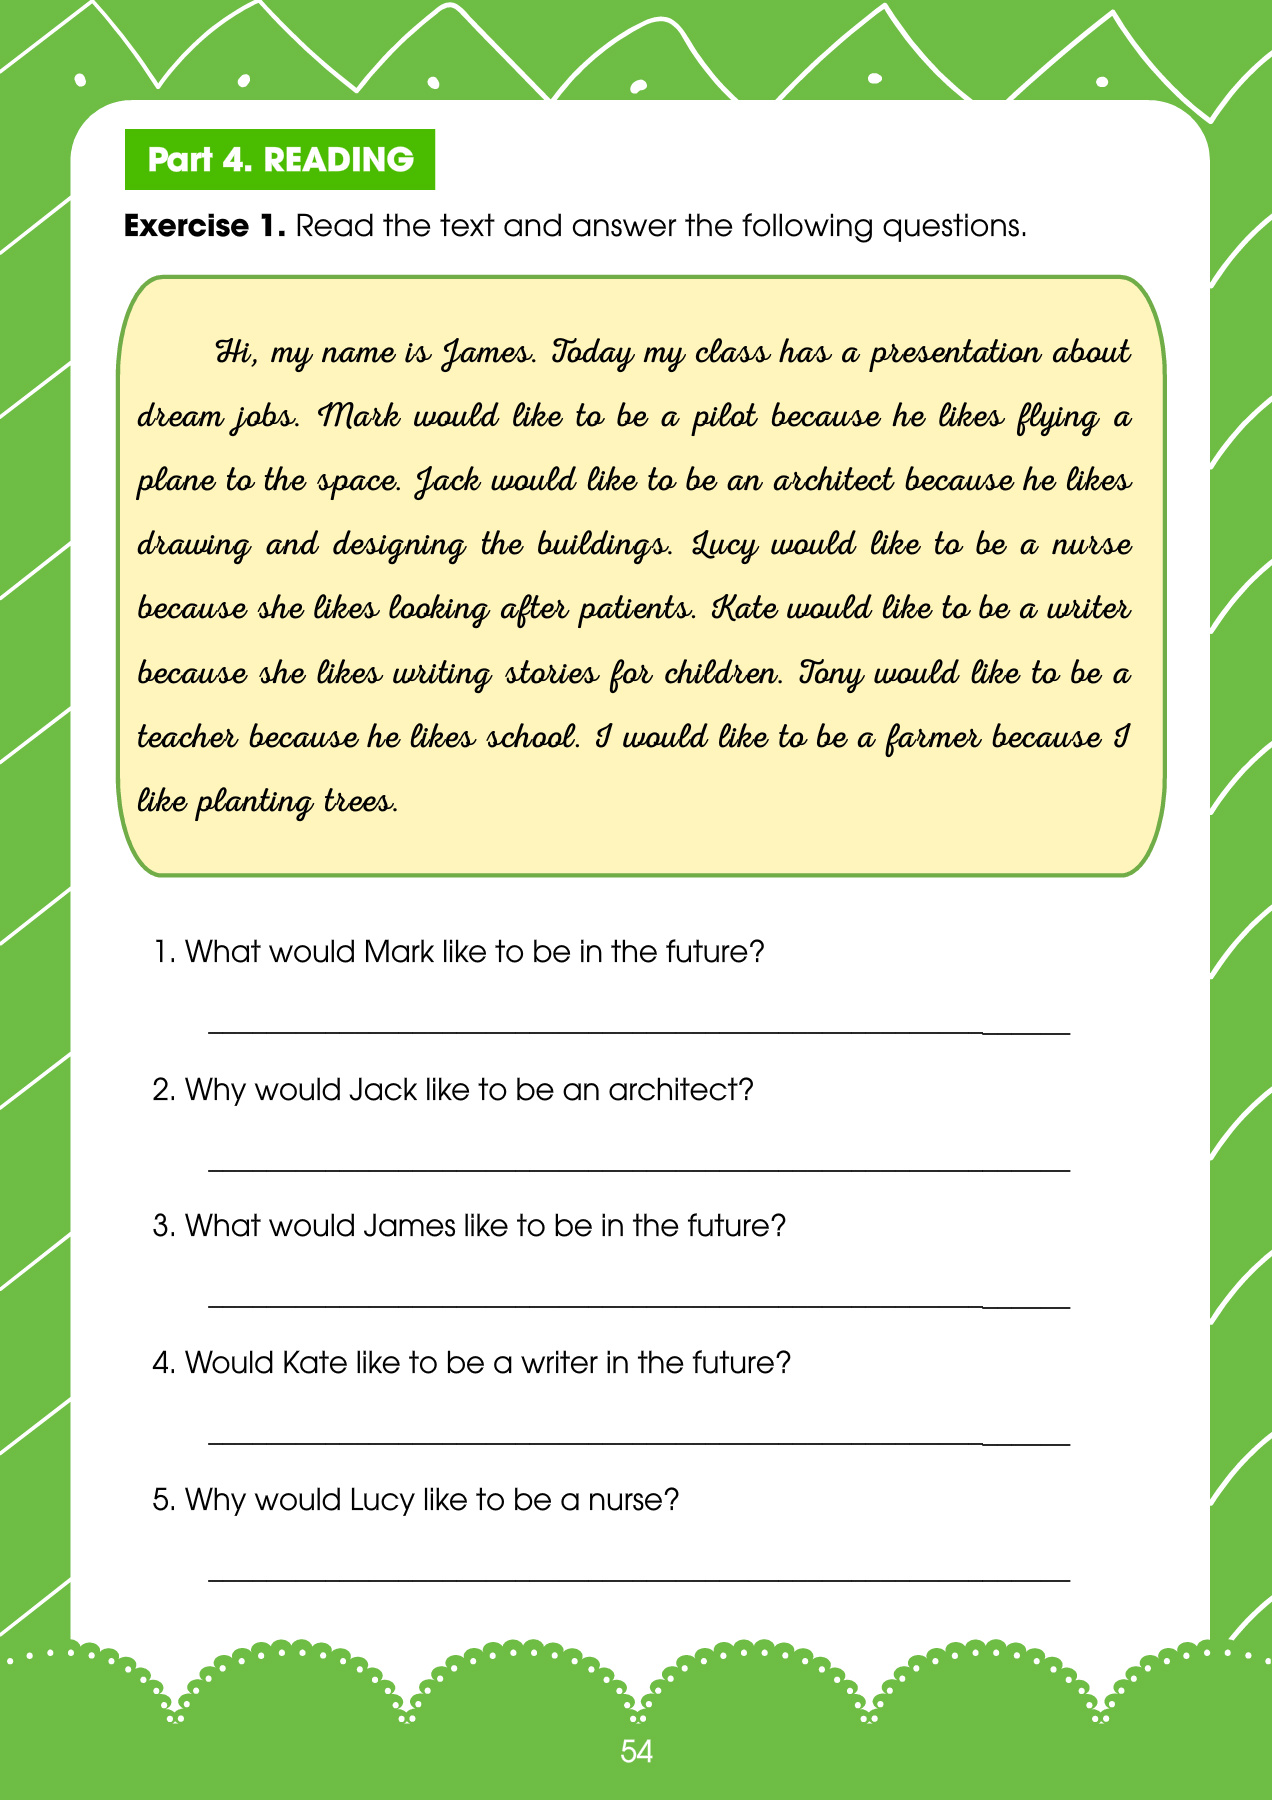 Part 4. READING
Exercise 1. Read the text and answer the following questions.
Hi, my name is James. Today my class has a presentation about
dream jobs. Mark would like to be a pilot because he likes flying a
plane to the space. Jack would like to be an architect because he likes
drawing and designing the buildings. Lucy would like to be a nurse
because she likes looking after patients. Kate would like to be a writer
because she likes writing stories for children. Tony would like to be a
teacher because he likes school. I would like to be a farmer because I
like planting trees.
1. What would Mark like to be in the future?
2. Why would Jack like to be an architect?
3. What would James like to be in the future?
4. Would Kate like to be a writer in the future?
5. Why would Lucy like to be a nurse?
54